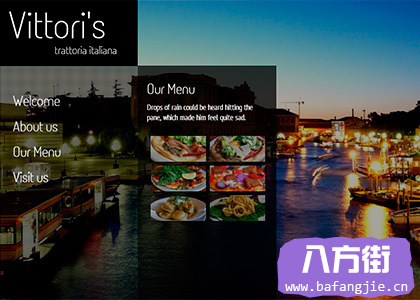 Vittori's
trattoria italiana
Welcome
About us
Our Menu
Visit us
Our Menu
Drops of rain could be heard hitting the
pane, which made him feel quite sad.
八方街
www.bafangjie.cn